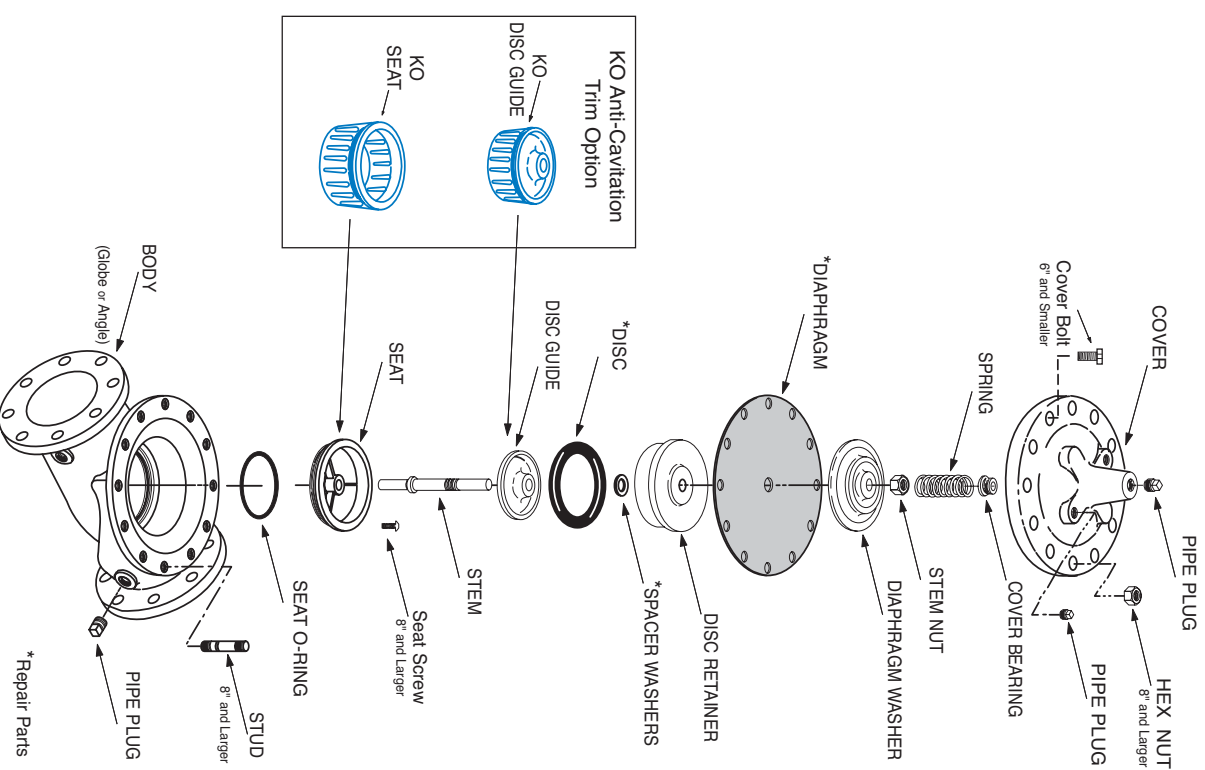 PIPE PLUG
HEX NUT
8" and Larger
PIPE PLUG
COVER
Cover Bolt
6" and Smaller
COVER BEARING
SPRING
STEM NUT
DIAPHRAGM WASHER
*DIAPHRAGM
DISC RETAINER
*SPACER WASHERS
*DISC
DISC GUIDE
STEM
Seat Screw
8" and Larger
SEAT
SEAT O-RING
STUD
8" and Larger
PIPE PLUG
BODY
(Globe or Angle)
KO Anti-Cavitation
Trim Option
KO
DISC GUIDE
KO
SEAT
*Repair Parts